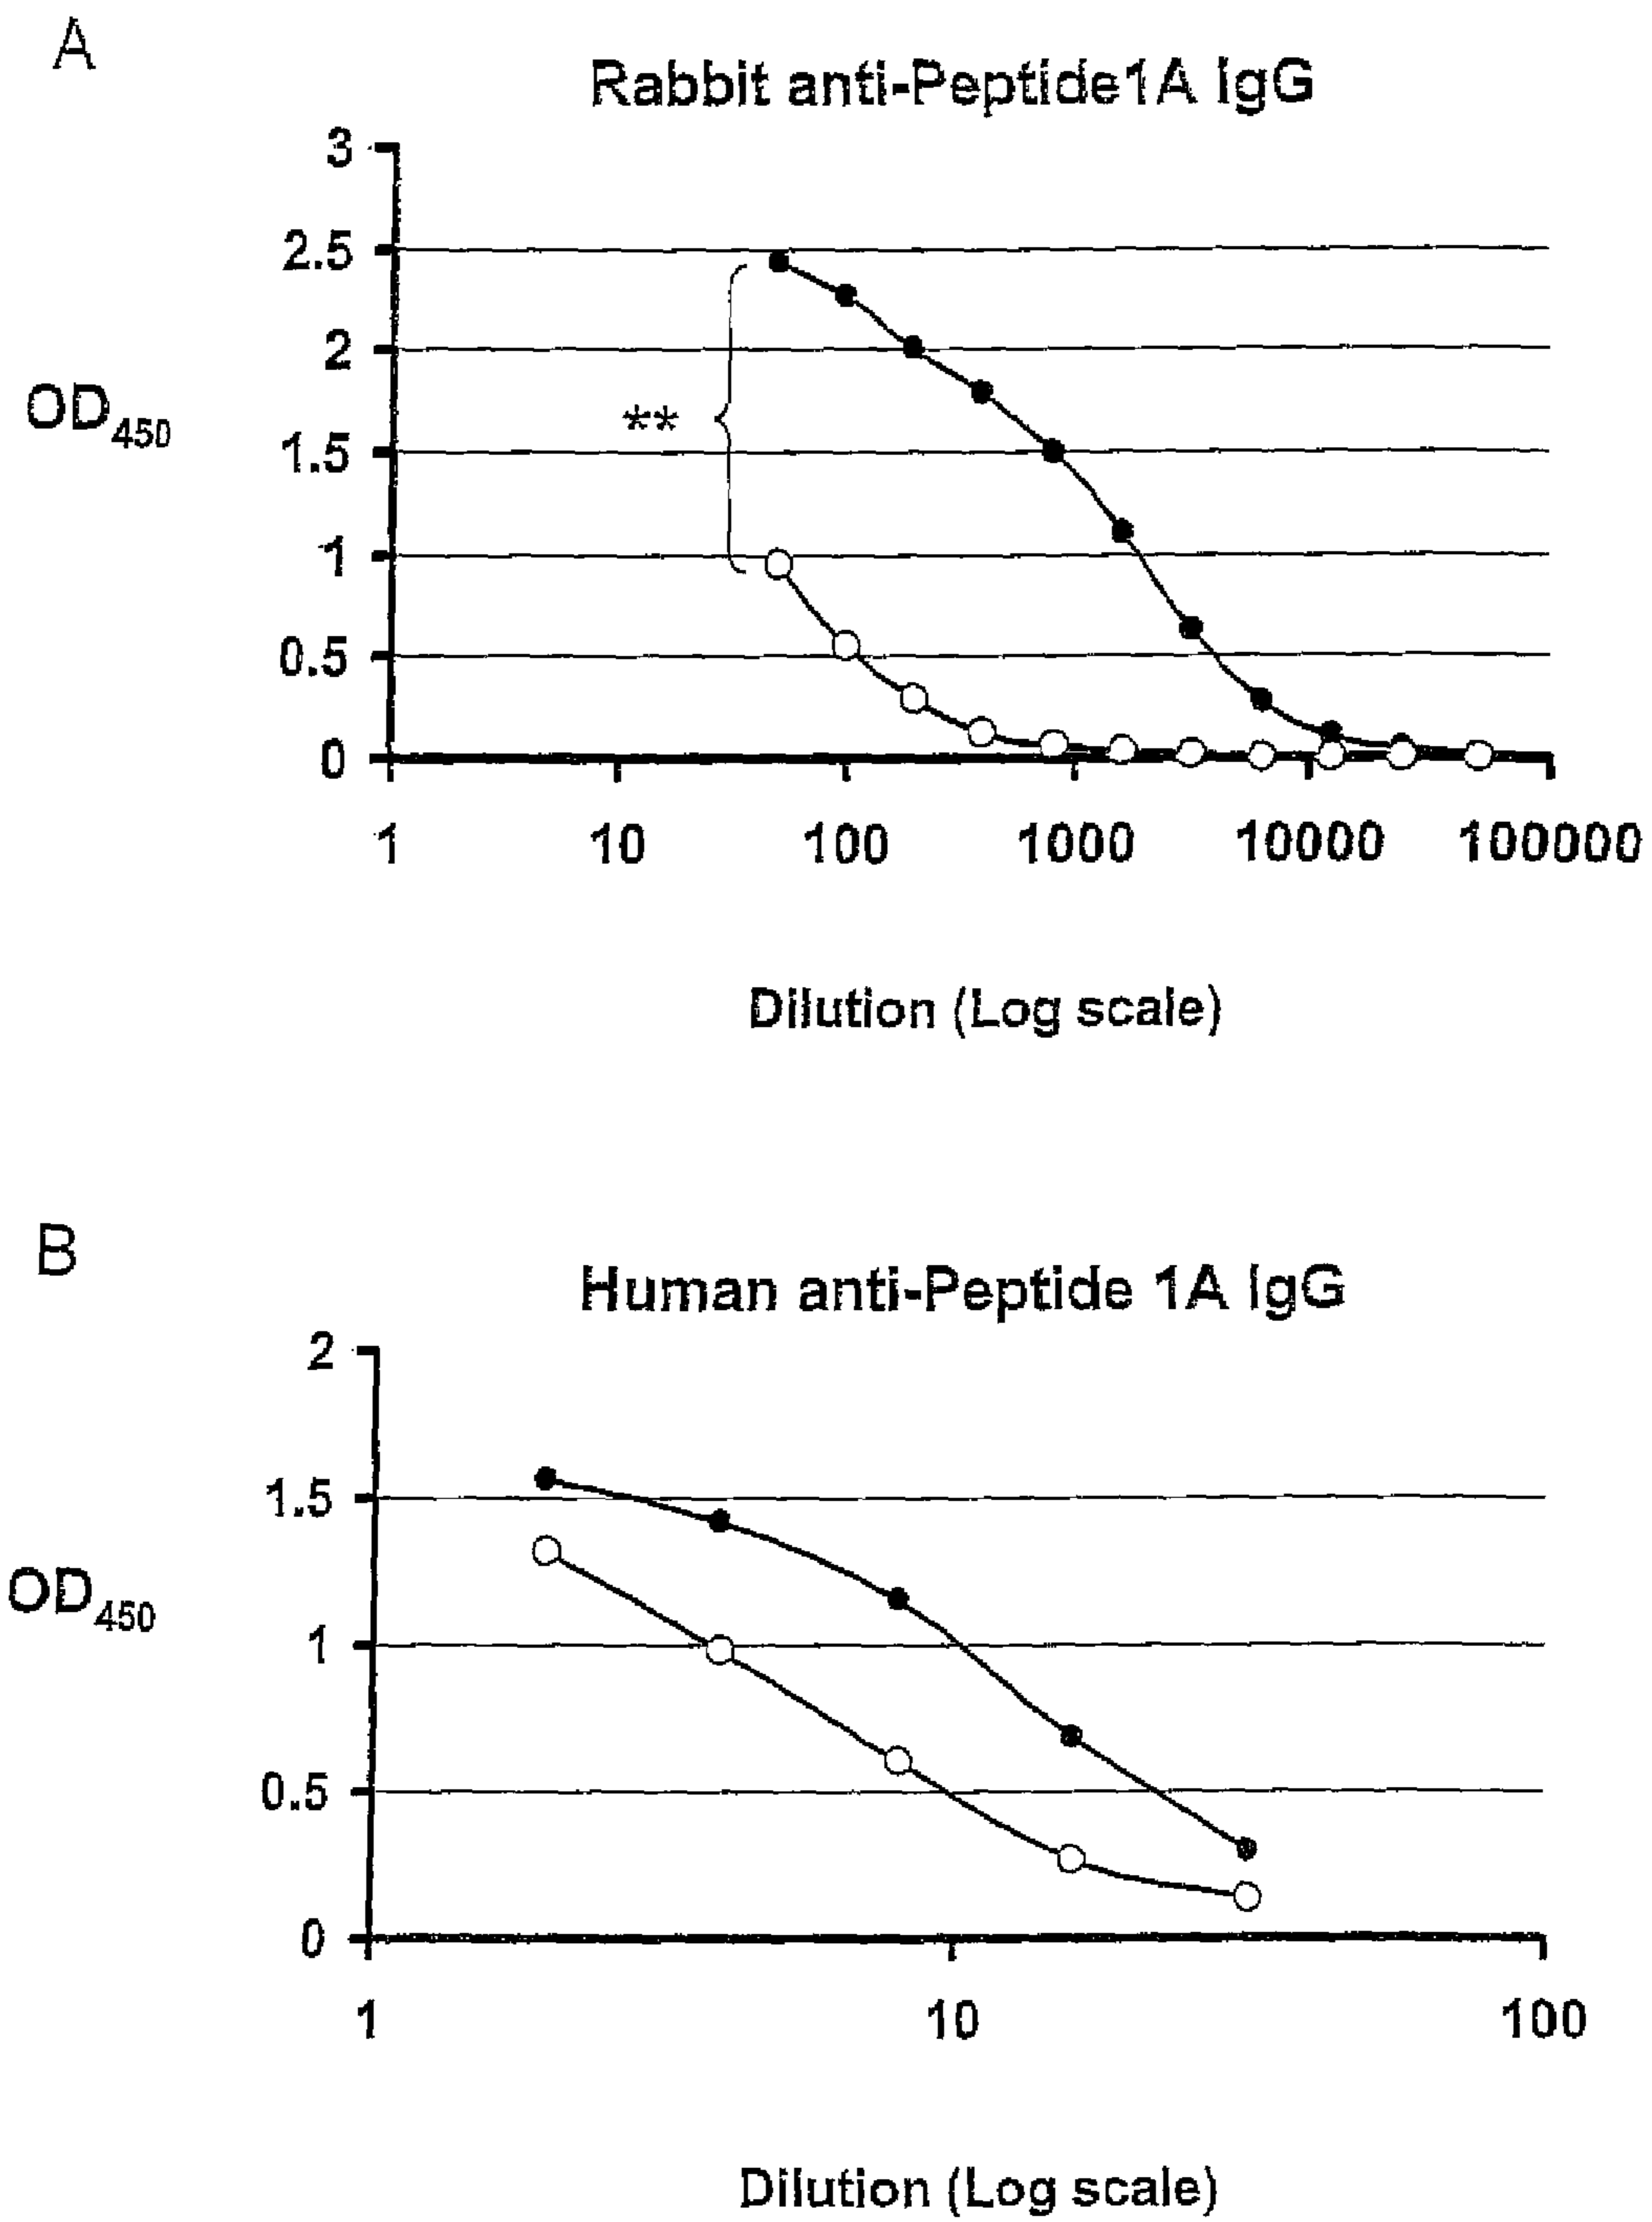 A
Rabbit anti-Peptide1A IgG
3
2.5
2
1.5
1
0.5
0
OD450
**
1 10 100 1000 10000 100000
Dilution (Log scale)
B
Human anti-Peptide 1A IgG
2
1.5
1
0.5
0
OD450
1 10 100
Dilution (Log scale)